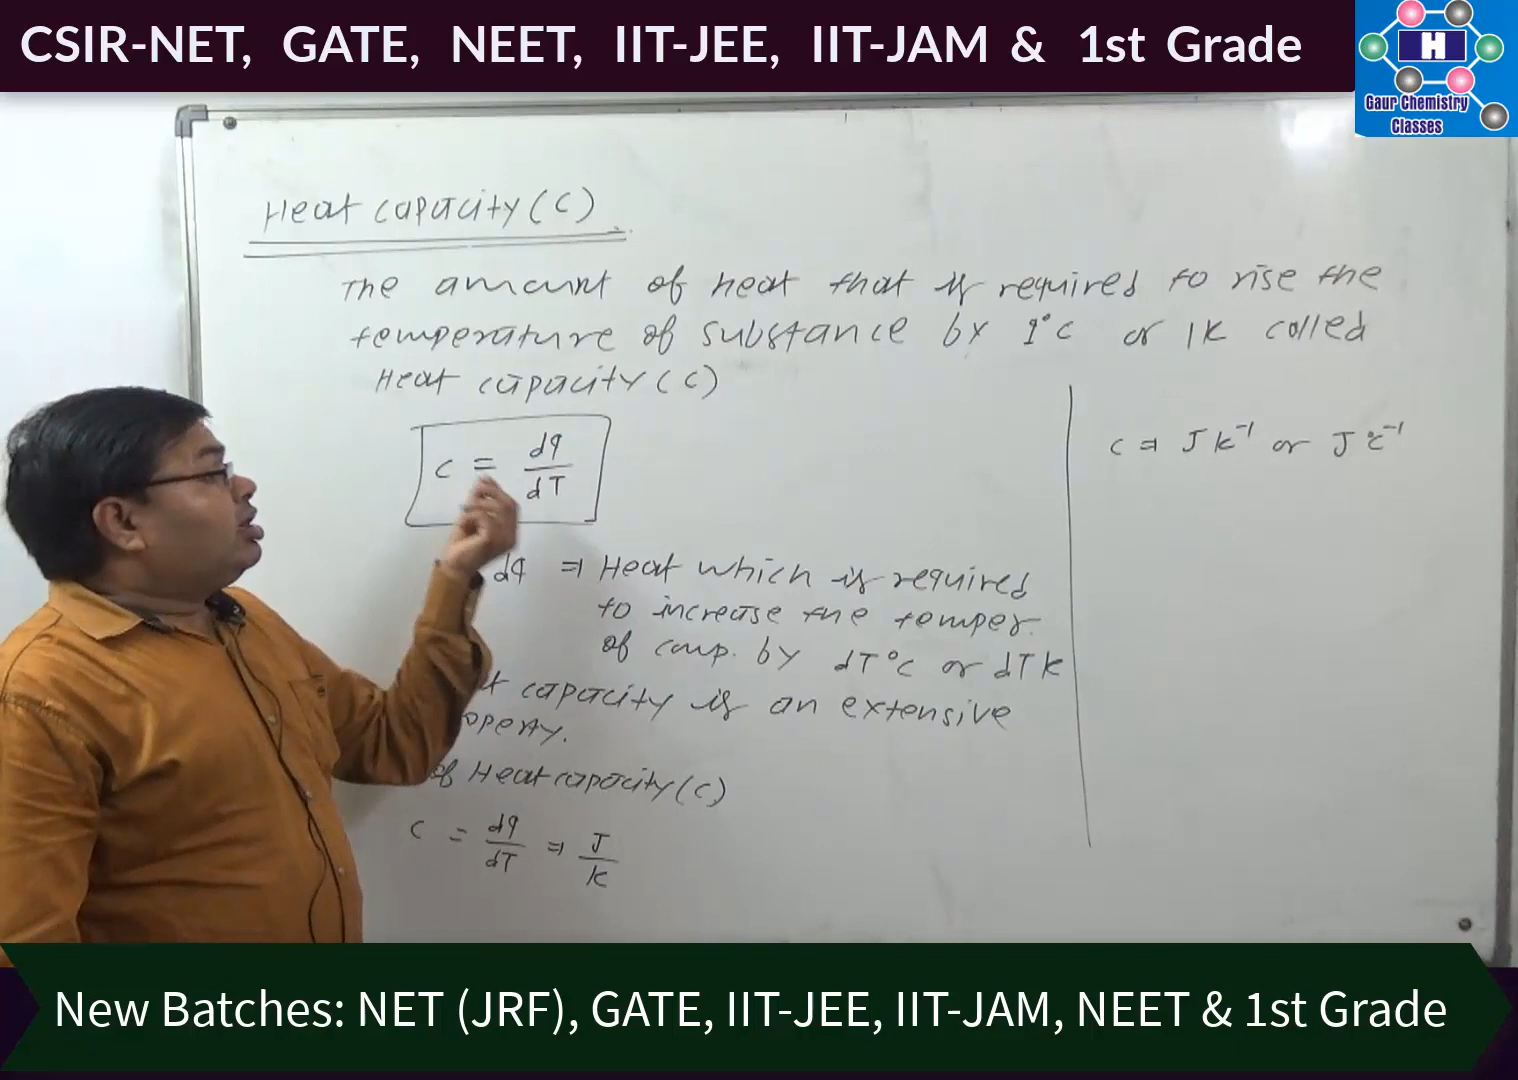 CSIR-NET, GATE, NEET, IIT-JEE, IIT-JAM & 1st Grade
H
Gaur Chemistry
Classes
Heat capacity (C)
The amount of heat that is required to rise the
temperature of substance by 1°C or 1K called
Heat capacity (C)
C = dq/dT
C ⇒ J K⁻¹ or J °C⁻¹
dq ⇒ Heat which is required
to increase the temper.
of comp. by dT°C or dT K
capacity is an extensive
of Heat capacity (C)
C = dq/dT ⇒ J/K
New Batches: NET (JRF), GATE, IIT-JEE, IIT-JAM, NEET & 1st Grade